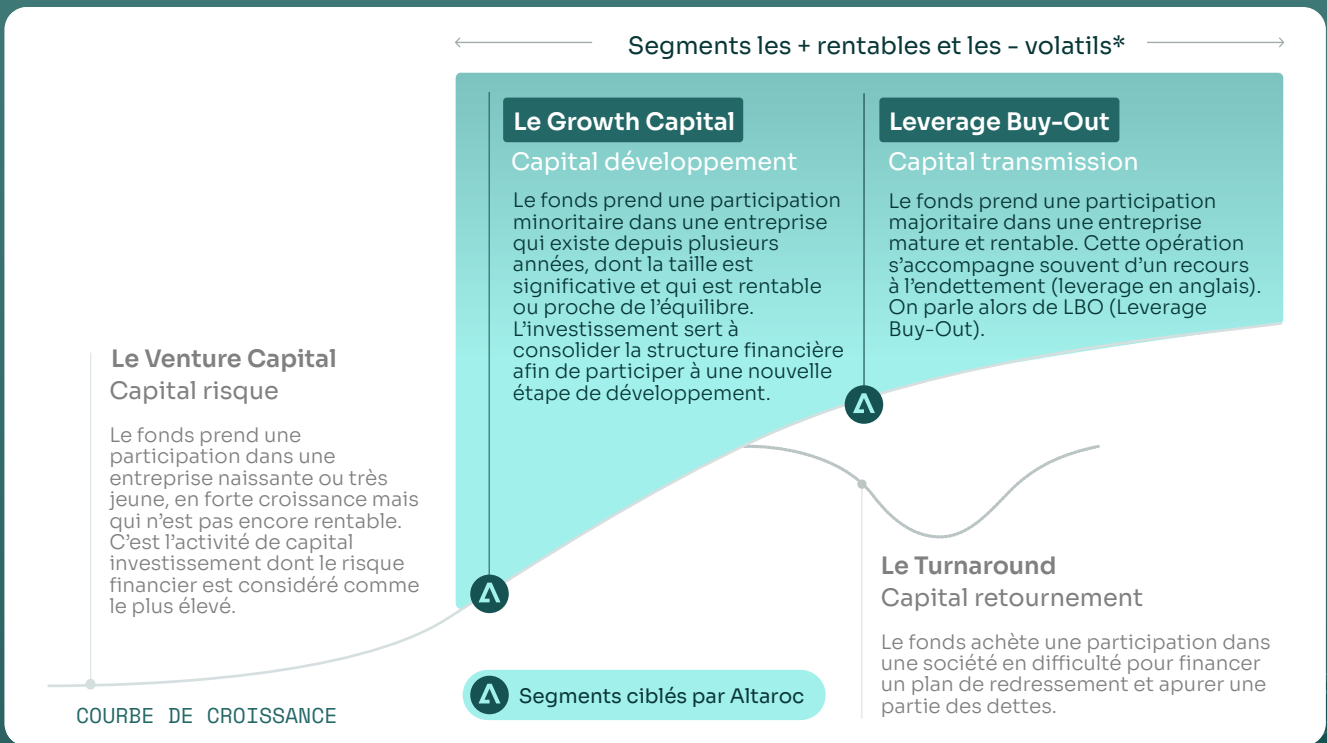 Segments les + rentables et les - volatils*
Le Growth Capital
Capital développement
Le fonds prend une participation
minoritaire dans une entreprise
qui existe depuis plusieurs
années, dont la taille est
significative et qui est rentable
ou proche de l’équilibre.
L’investissement sert à
consolider la structure financière
afin de participer à une nouvelle
étape de développement.
Leverage Buy-Out
Capital transmission
Le fonds prend une participation
majoritaire dans une entreprise
mature et rentable. Cette opération
s’accompagne souvent d’un recours
à l’endettement (leverage en anglais).
On parle alors de LBO (Leverage
Buy-Out).
Le Venture Capital
Capital risque
Le fonds prend une
participation dans une
entreprise naissante ou très
jeune, en forte croissance mais
qui n’est pas encore rentable.
C’est l’activité de capital
investissement dont le risque
financier est considéré comme
le plus élevé.
Le Turnaround
Capital retournement
Le fonds achète une participation dans
une société en difficulté pour financer
un plan de redressement et apurer une
partie des dettes.
Segments ciblés par Altaroc
COURBE DE CROISSANCE